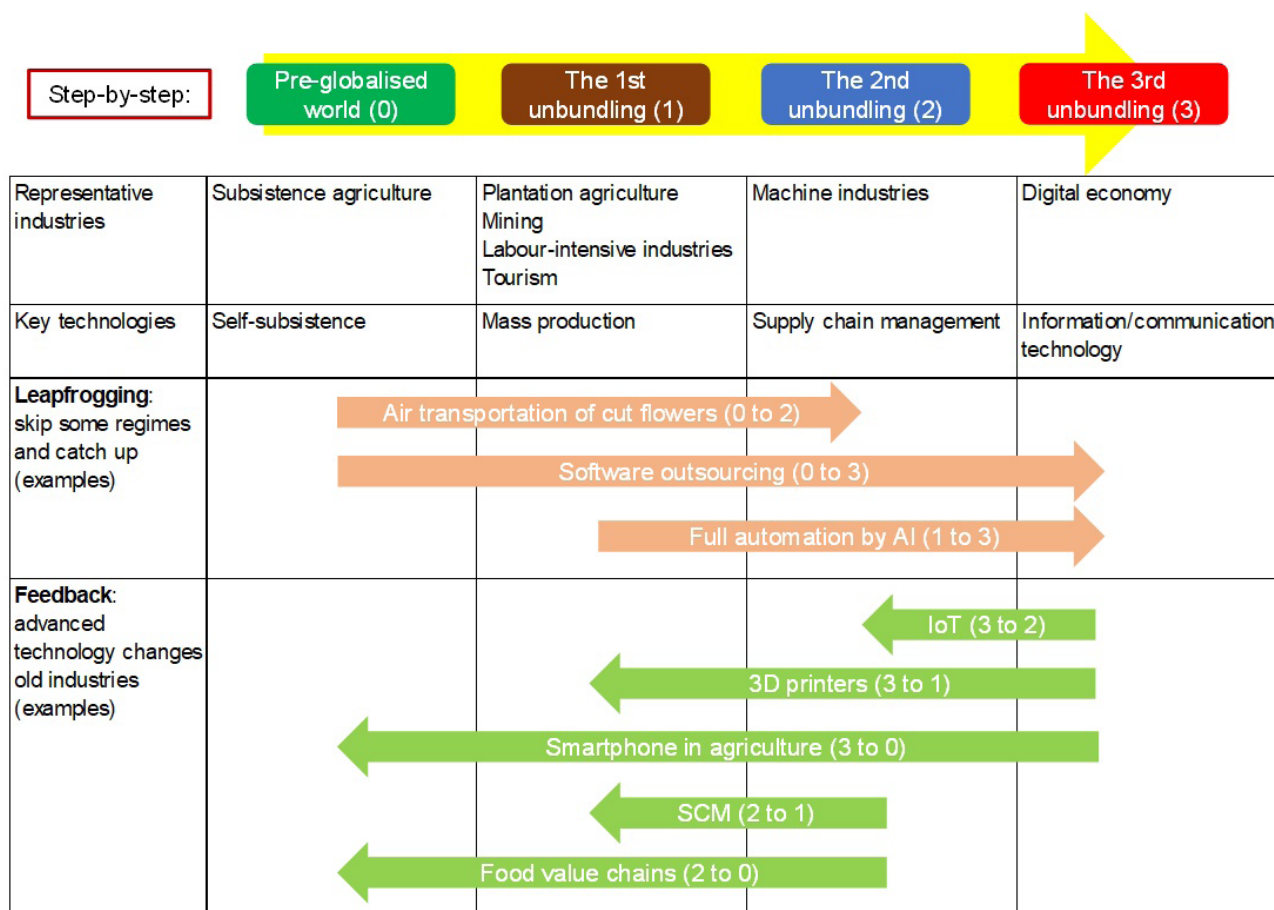 Step-by-step:
Pre-globalised
world (0)
The 1st
unbundling (1)
The 2nd
unbundling (2)
The 3rd
unbundling (3)
Representative
industries
Subsistence agriculture
Plantation agriculture
Mining
Labour-intensive industries
Tourism
Machine industries
Digital economy
Key technologies
Self-subsistence
Mass production
Supply chain management
Information/communication
technology
Leapfrogging:
skip some regimes
and catch up
(examples)
Air transportation of cut flowers (0 to 2)
Software outsourcing (0 to 3)
Full automation by AI (1 to 3)
Feedback:
advanced
technology changes
old industries
(examples)
IoT (3 to 2)
3D printers (3 to 1)
Smartphone in agriculture (3 to 0)
SCM (2 to 1)
Food value chains (2 to 0)